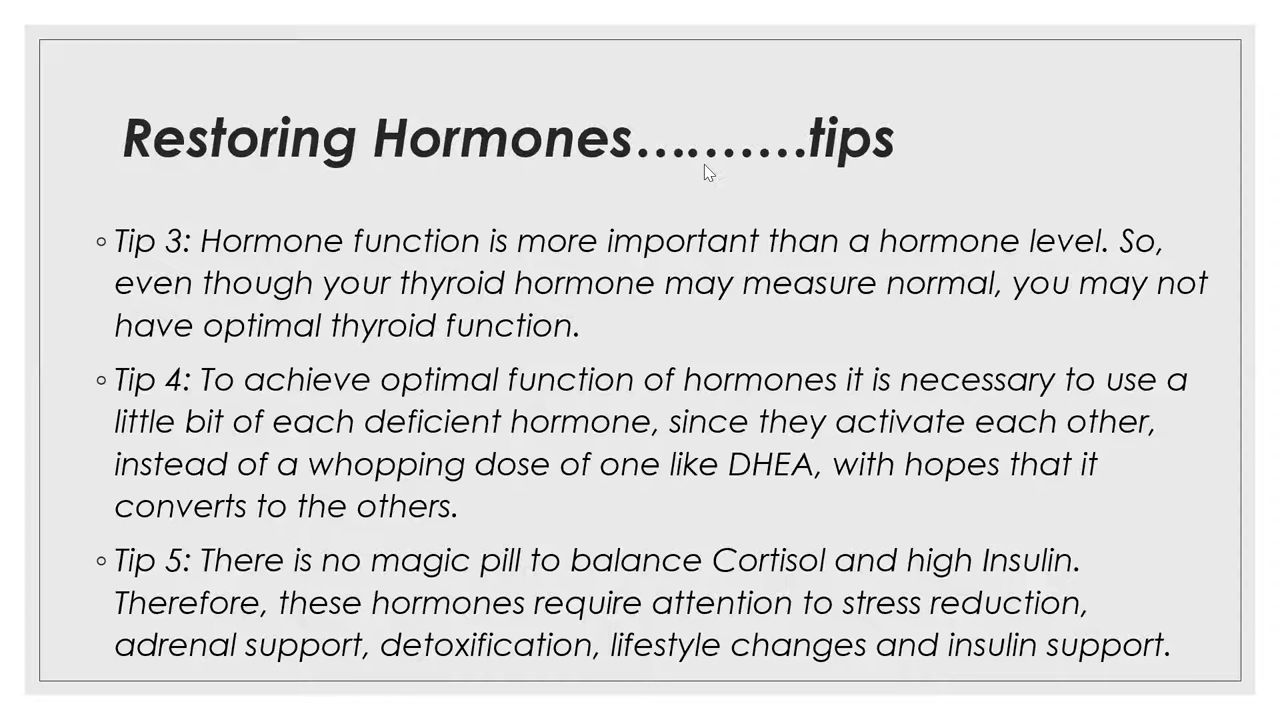 Restoring Hormones..........tips
◦ Tip 3: Hormone function is more important than a hormone level. So,
even though your thyroid hormone may measure normal, you may not
have optimal thyroid function.
◦ Tip 4: To achieve optimal function of hormones it is necessary to use a
little bit of each deficient hormone, since they activate each other,
instead of a whopping dose of one like DHEA, with hopes that it
converts to the others.
◦ Tip 5: There is no magic pill to balance Cortisol and high Insulin.
Therefore, these hormones require attention to stress reduction,
adrenal support, detoxification, lifestyle changes and insulin support.